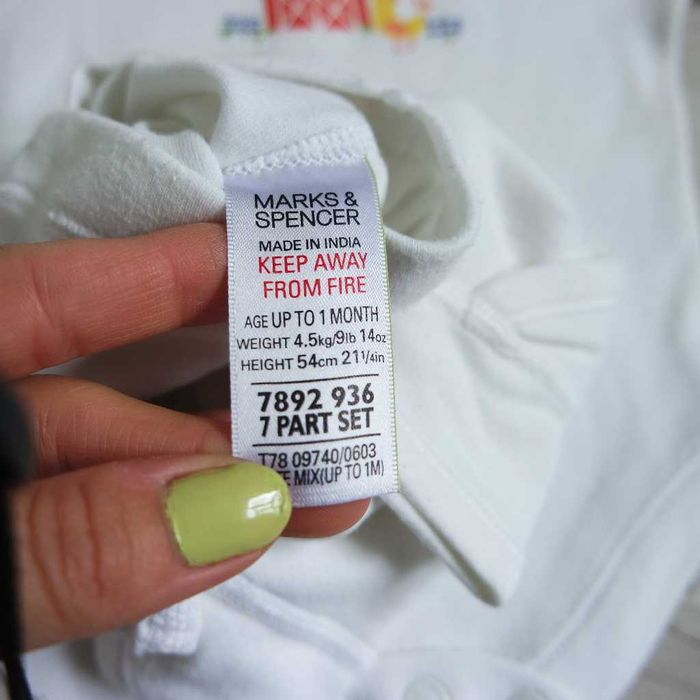 MARKS &
SPENCER
MADE IN INDIA
KEEP AWAY
FROM FIRE
AGE UP TO 1 MONTH
WEIGHT 4.5kg/9lb 14oz
HEIGHT 54cm 21¼in
7892 936
7 PART SET
T78 09740/0603
MIX(UP TO 1M)